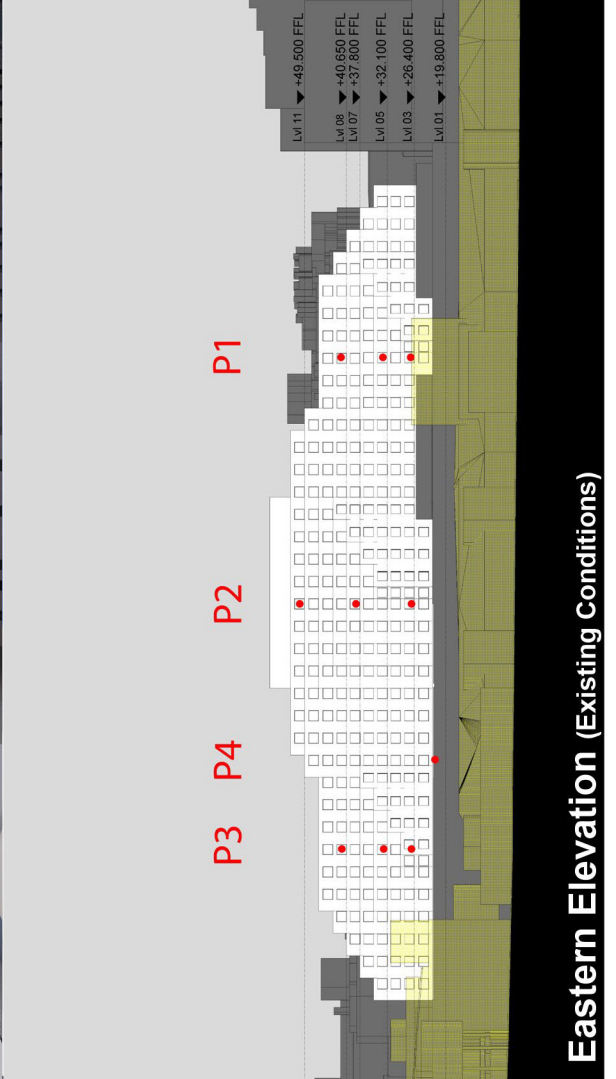 Lvl 11 +49.500 FFL
Lvl 08 +40.650 FFL
Lvl 07 +37.800 FFL
Lvl 05 +32.100 FFL
Lvl 03 +26.400 FFL
Lvl 01 +19.800 FFL
P3 P4 P2 P1
Eastern Elevation (Existing Conditions)